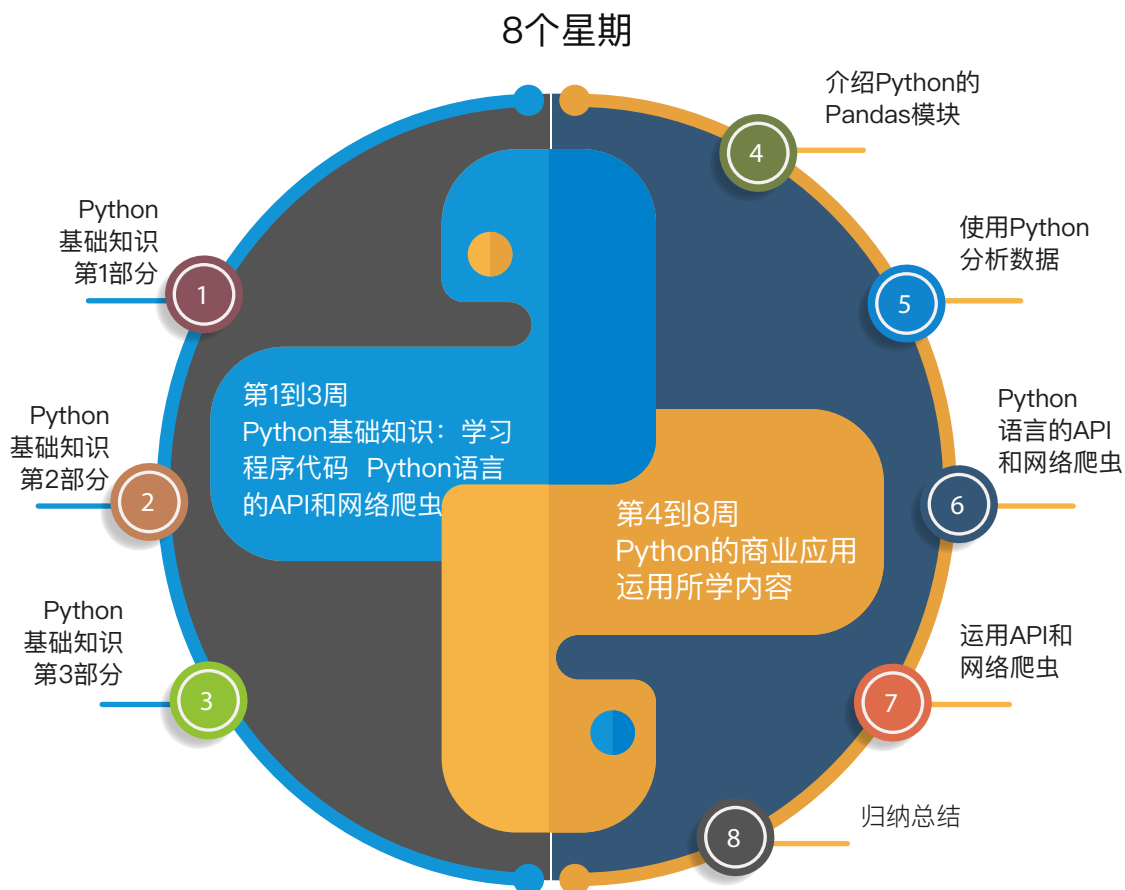 8个星期
Python
基础知识
第1部分
1
Python
基础知识
第2部分
2
Python
基础知识
第3部分
3
第1到3周
Python基础知识：学习
程序代码 Python语言
的API和网络爬虫
第4到8周
Python的商业应用
运用所学内容
介绍Python的
Pandas模块
4
使用Python
分析数据
5
Python
语言的API
和网络爬虫
6
运用API和
网络爬虫
7
归纳总结
8